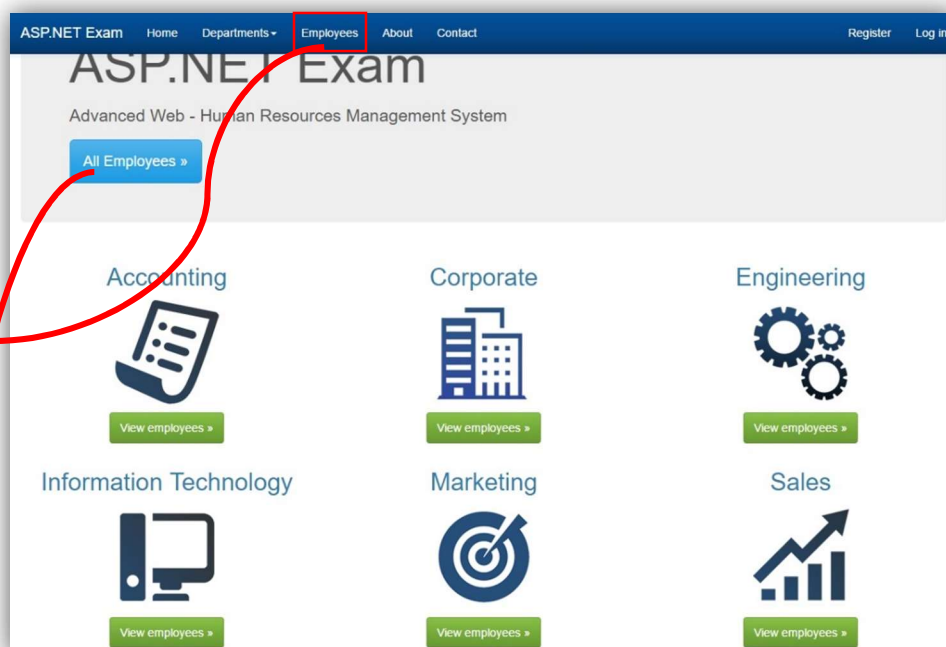 ASP.NET Exam Home Departments Employees About Contact Register Log in
ASP.NET Exam
Advanced Web - Human Resources Management System
All Employees »
Accounting Corporate Engineering
View employees » View employees » View employees »
Information Technology Marketing Sales
View employees » View employees » View employees »